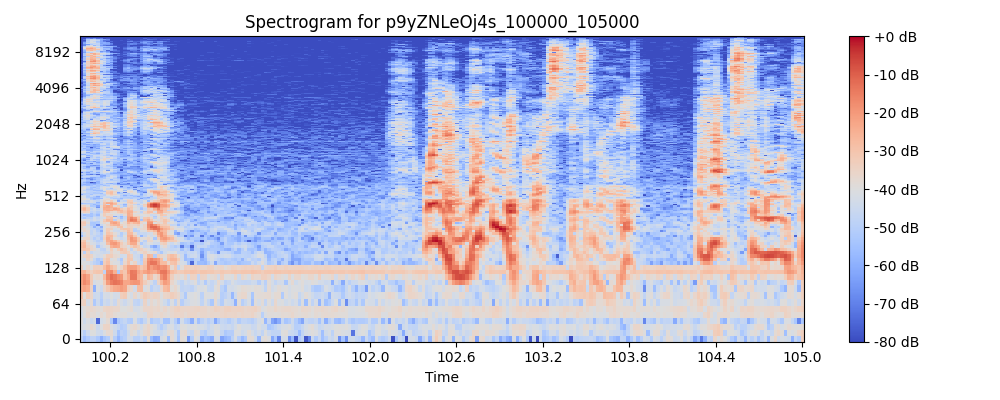 Spectrogram for p9yZNLeOj4s_100000_105000
Hz
8192
4096
2048
1024
512
256
128
64
0
100.2 100.8 101.4 102.0 102.6 103.2 103.8 104.4 105.0
Time
+0 dB
-10 dB
-20 dB
-30 dB
-40 dB
-50 dB
-60 dB
-70 dB
-80 dB